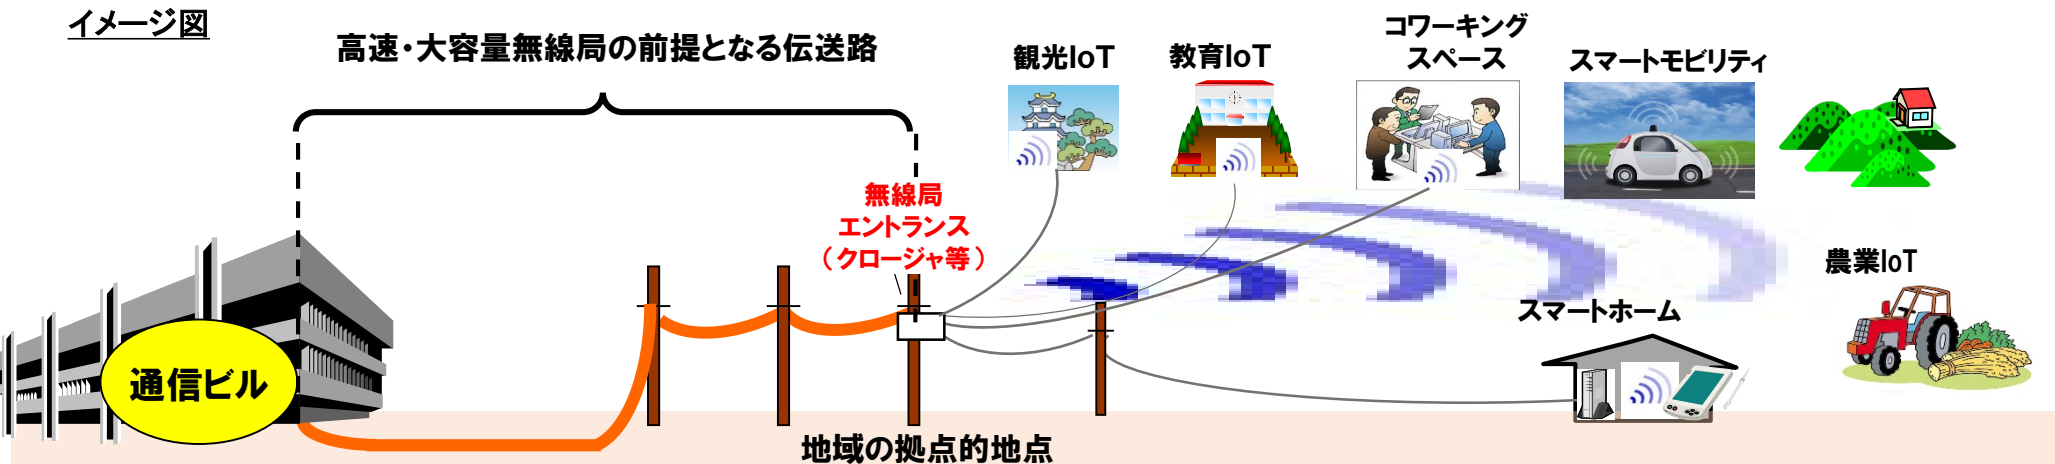 イメージ図
高速・大容量無線局の前提となる伝送路
観光IoT
教育IoT
コワーキング
スペース
スマートモビリティ
無線局
エントランス
（クロージャ等）
農業IoT
スマートホーム
通信ビル
地域の拠点的地点